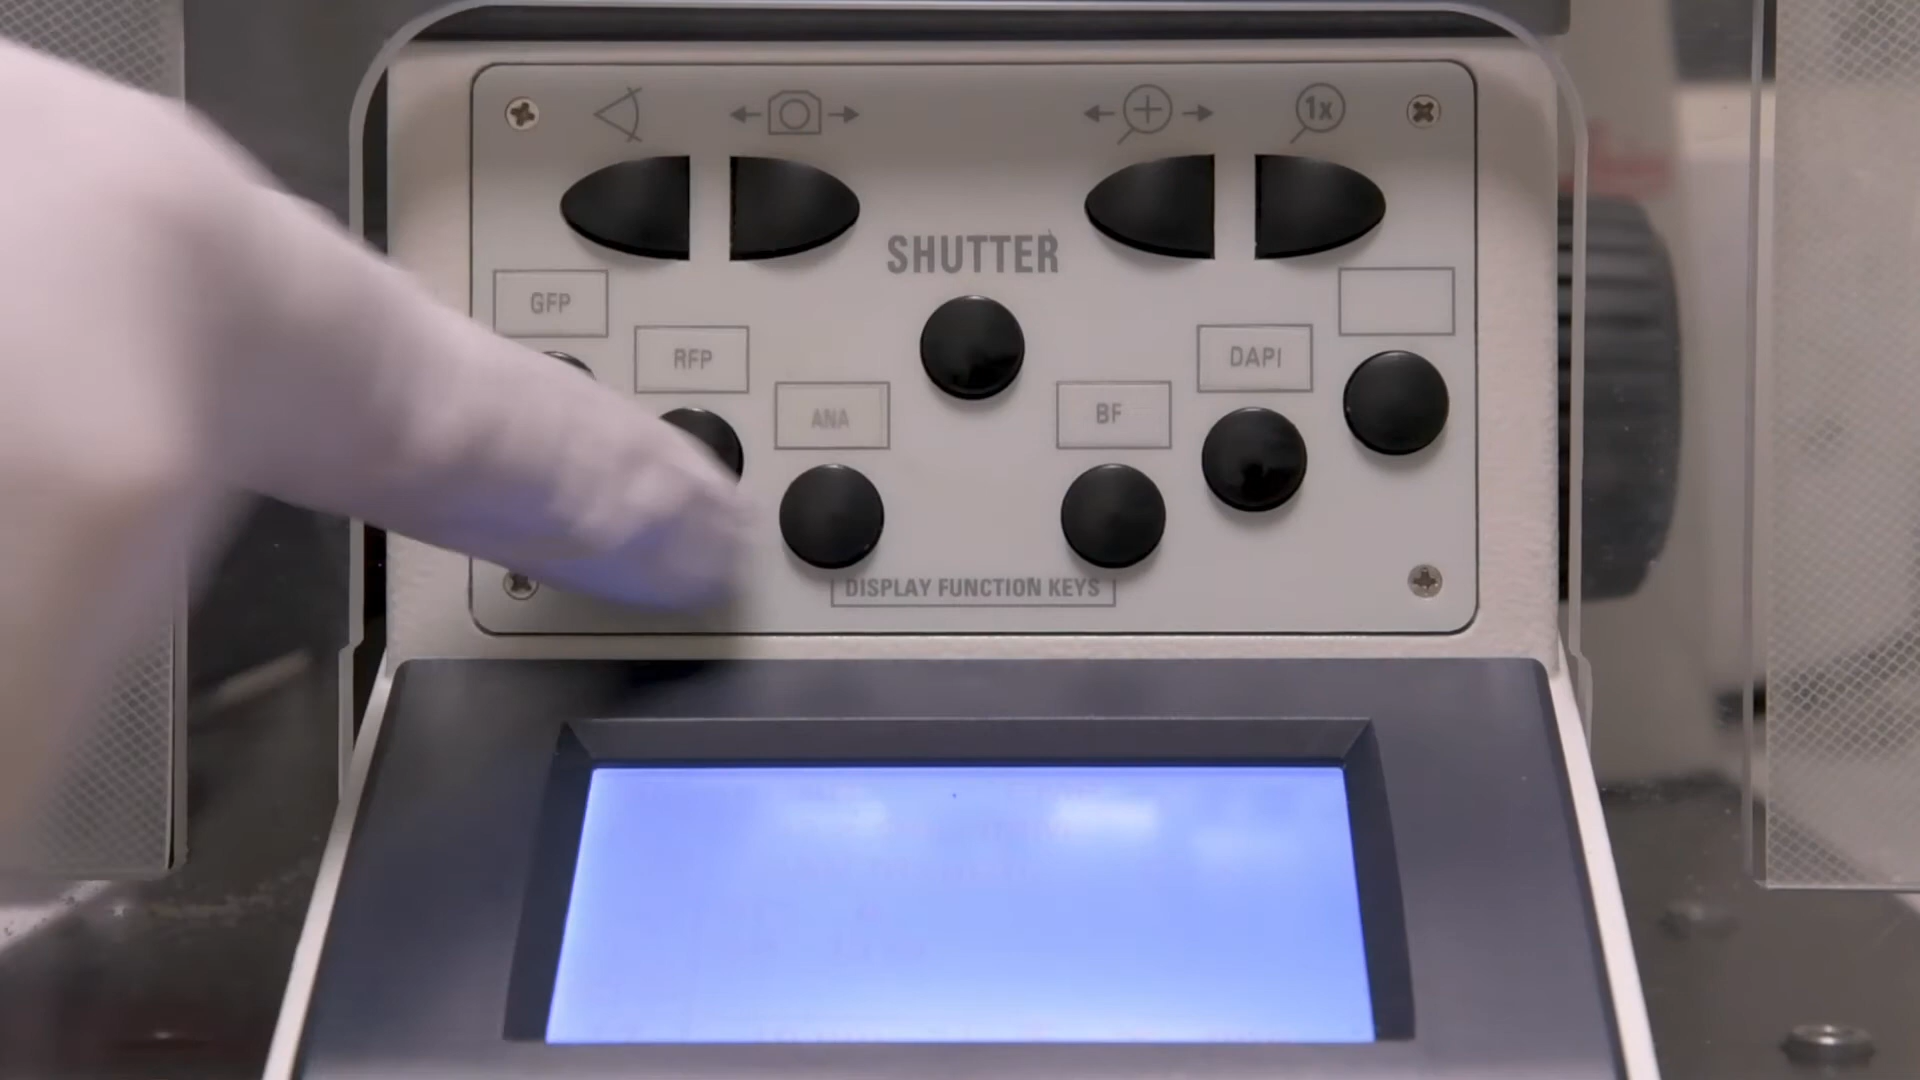 1x
SHUTTER
GFP
RFP
DAPI
ANA
BF
DISPLAY FUNCTION KEYS